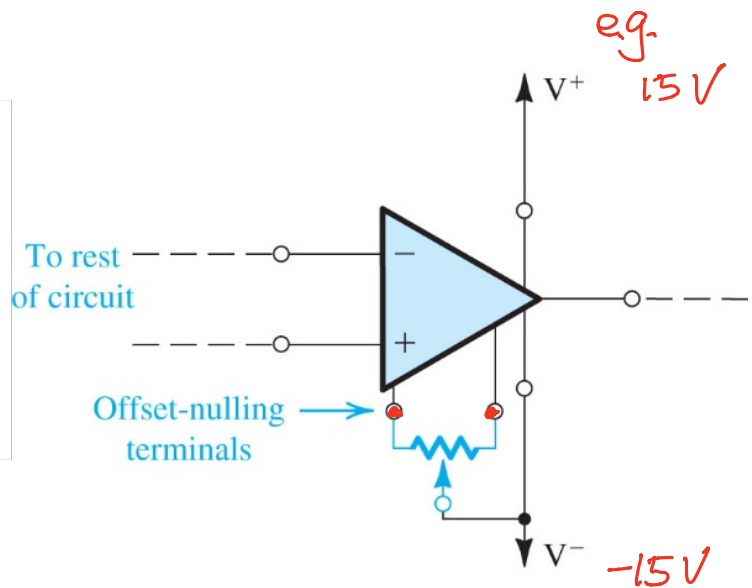 e.g.
15 V
V⁺
To rest
of circuit
−
+
Offset-nulling
terminals
V⁻
-15 V